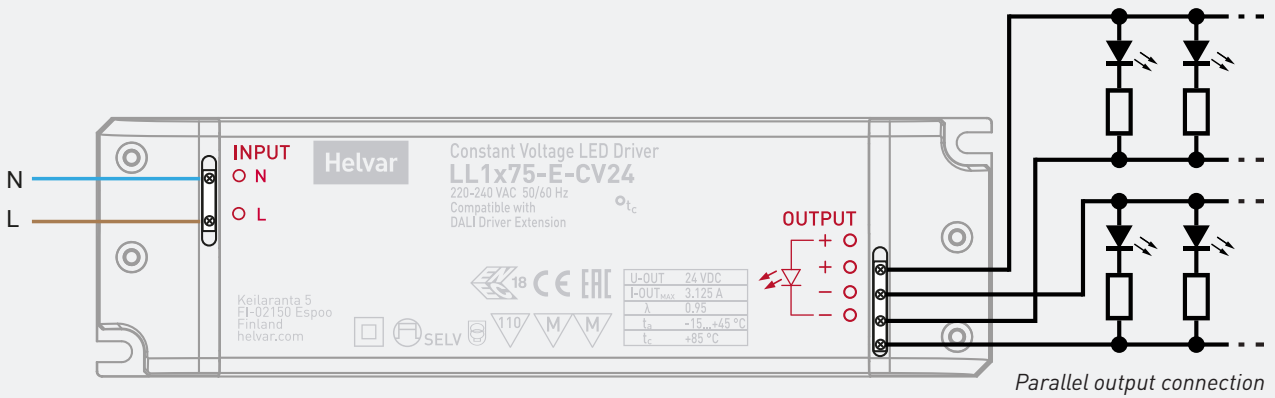 N
L
INPUT
N
L
Helvar
Constant Voltage LED Driver
LL1x75-E-CV24
220-240 VAC 50/60 Hz
Compatible with
DALI Driver Extension
tc
OUTPUT
+
+
−
−
Keilaranta 5
FI-02150 Espoo
Finland
helvar.com
18 CE EAC
SELV
110
M
M
U-OUT 24 VDC
I-OUTMAX 3.125 A
λ 0.95
ta -15...+45 °C
tc +85 °C
Parallel output connection